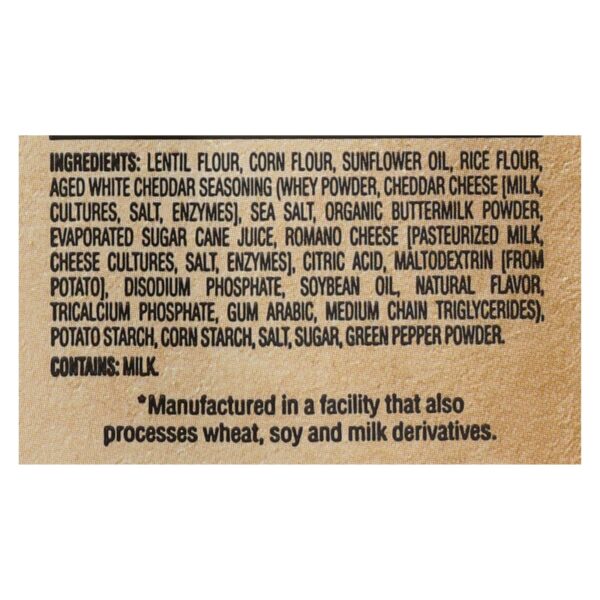 INGREDIENTS: LENTIL FLOUR, CORN FLOUR, SUNFLOWER OIL, RICE FLOUR,
AGED WHITE CHEDDAR SEASONING (WHEY POWDER, CHEDDAR CHEESE [MILK,
CULTURES, SALT, ENZYMES], SEA SALT, ORGANIC BUTTERMILK POWDER,
EVAPORATED SUGAR CANE JUICE, ROMANO CHEESE [PASTEURIZED MILK,
CHEESE CULTURES, SALT, ENZYMES], CITRIC ACID, MALTODEXTRIN [FROM
POTATO], DISODIUM PHOSPHATE, SOYBEAN OIL, NATURAL FLAVOR,
TRICALCIUM PHOSPHATE, GUM ARABIC, MEDIUM CHAIN TRIGLYCERIDES),
POTATO STARCH, CORN STARCH, SALT, SUGAR, GREEN PEPPER POWDER.
CONTAINS: MILK.
*Manufactured in a facility that also
processes wheat, soy and milk derivatives.